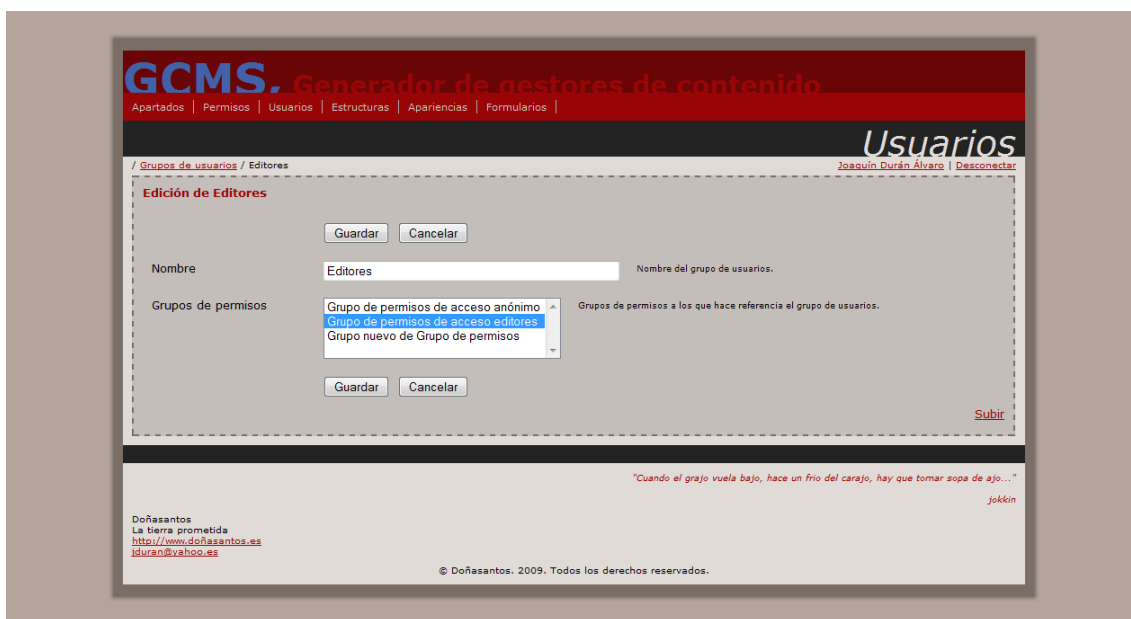 GCMS, Generador de gestores de contenido
Apartados | Permisos | Usuarios | Estructuras | Apariencias | Formularios |
Usuarios
/ Grupos de usuarios / Editores
Joaquín Durán Álvaro | Desconectar
Edición de Editores
Guardar Cancelar
Nombre Editores Nombre del grupo de usuarios.
Grupos de permisos Grupo de permisos de acceso anónimo Grupos de permisos a los que hace referencia el grupo de usuarios.
Grupo de permisos de acceso editores
Grupo nuevo de Grupo de permisos
Guardar Cancelar
Subir
"Cuando el grajo vuela bajo, hace un frio del carajo, hay que tomar sopa de ajo..."
jokkin
Doñasantos
La tierra prometida
http://www.doñasantos.es
jduran@yahoo.es
© Doñasantos. 2009. Todos los derechos reservados.